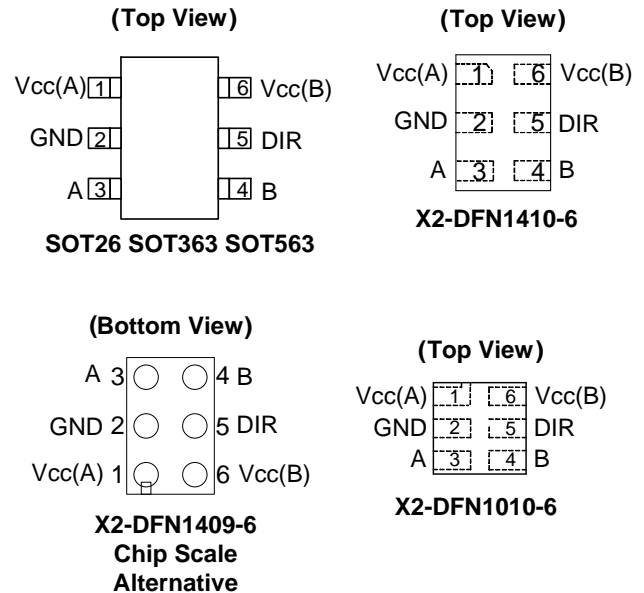 (Top View)
Vcc(A) 1 6 Vcc(B)
GND 2 5 DIR
A 3 4 B
SOT26 SOT363 SOT563
(Top View)
Vcc(A) 1 6 Vcc(B)
GND 2 5 DIR
A 3 4 B
X2-DFN1410-6
(Bottom View)
A 3 4 B
GND 2 5 DIR
Vcc(A) 1 6 Vcc(B)
X2-DFN1409-6
Chip Scale
Alternative
(Top View)
Vcc(A) 1 6 Vcc(B)
GND 2 5 DIR
A 3 4 B
X2-DFN1010-6